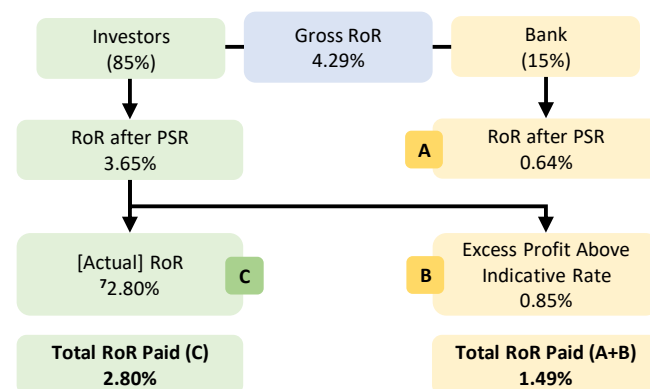 Investors
(85%)
Gross RoR
4.29%
Bank
(15%)
RoR after PSR
3.65%
A
RoR after PSR
0.64%
[Actual] RoR
⁷2.80%
C
B
Excess Profit Above
Indicative Rate
0.85%
Total RoR Paid (C)
2.80%
Total RoR Paid (A+B)
1.49%